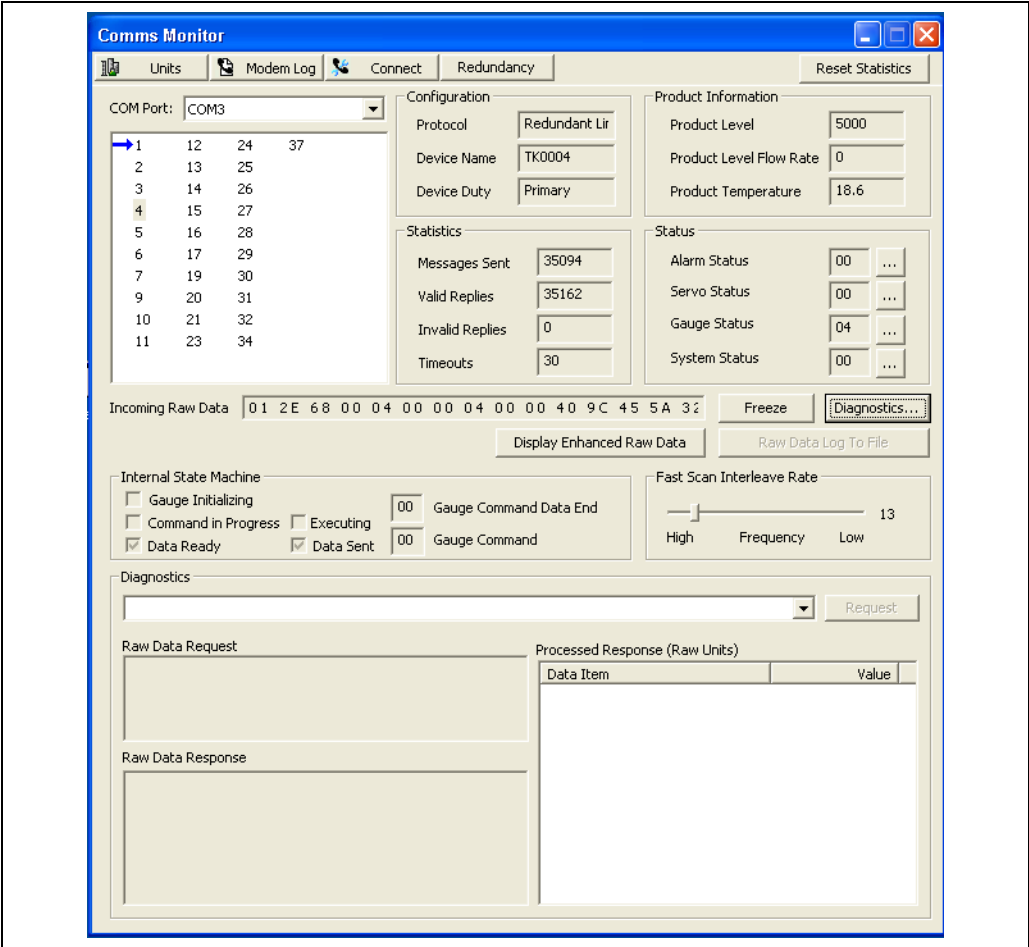 Comms Monitor
Units Modem Log Connect Redundancy Reset Statistics
COM Port: COM3
1 12 24 37
2 13 25
3 14 26
4 15 27
5 16 28
6 17 29
7 19 30
9 20 31
10 21 32
11 23 34
Configuration
Protocol Redundant Lir
Device Name TK0004
Device Duty Primary
Product Information
Product Level 5000
Product Level Flow Rate 0
Product Temperature 18.6
Statistics
Messages Sent 35094
Valid Replies 35162
Invalid Replies 0
Timeouts 30
Status
Alarm Status 00 ...
Servo Status 00 ...
Gauge Status 04 ...
System Status 00 ...
Incoming Raw Data 01 2E 68 00 04 00 00 04 00 00 40 9C 45 5A 32 Freeze Diagnostics...
Display Enhanced Raw Data Raw Data Log To File
Internal State Machine
Gauge Initializing
Command in Progress Executing
Data Ready Data Sent
00 Gauge Command Data End
00 Gauge Command
Fast Scan Interleave Rate
13
High Frequency Low
Diagnostics
Request
Raw Data Request
Raw Data Response
Processed Response (Raw Units)
Data Item Value